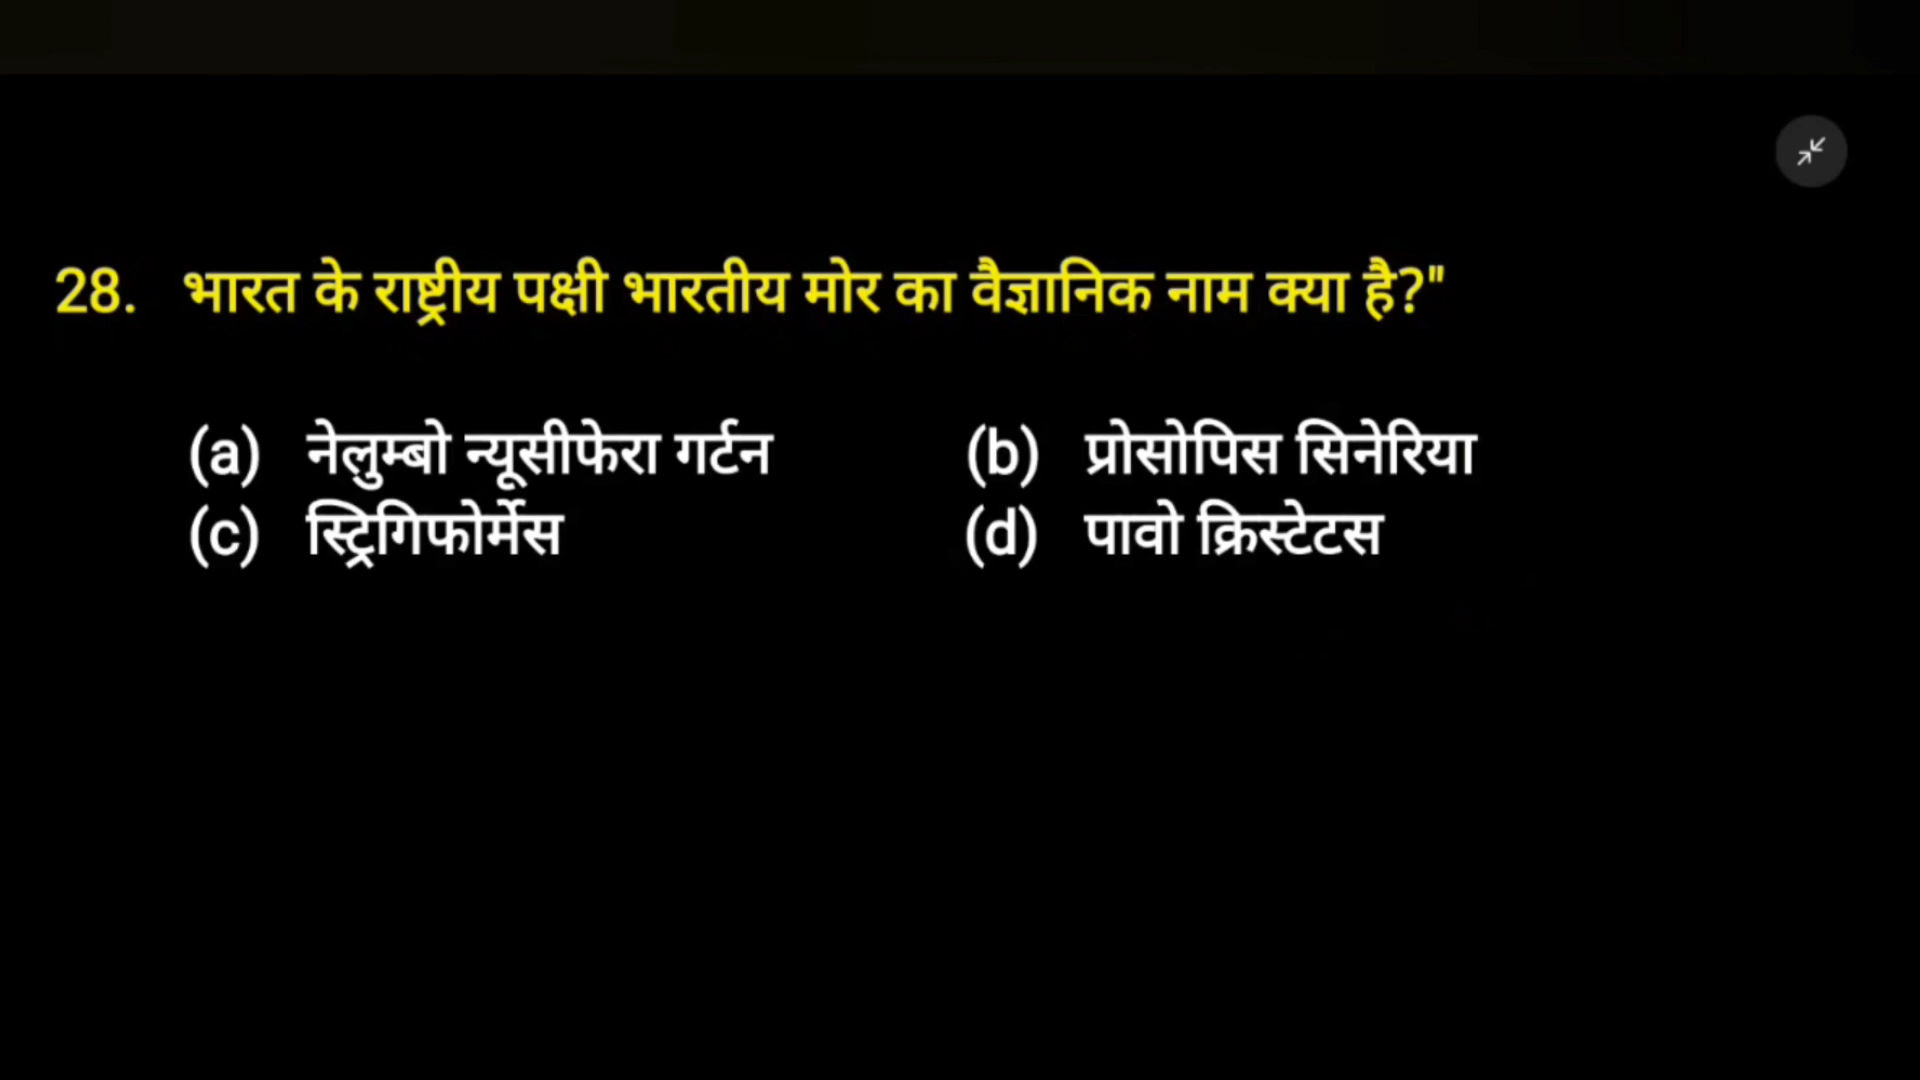 28. भारत के राष्ट्रीय पक्षी भारतीय मोर का वैज्ञानिक नाम क्या है?"
(a) नेलुम्बो न्यूसीफेरा गर्टन (b) प्रोसोपिस सिनेरिया
(c) स्ट्रिगिफोर्मेस (d) पावो क्रिस्टेटस